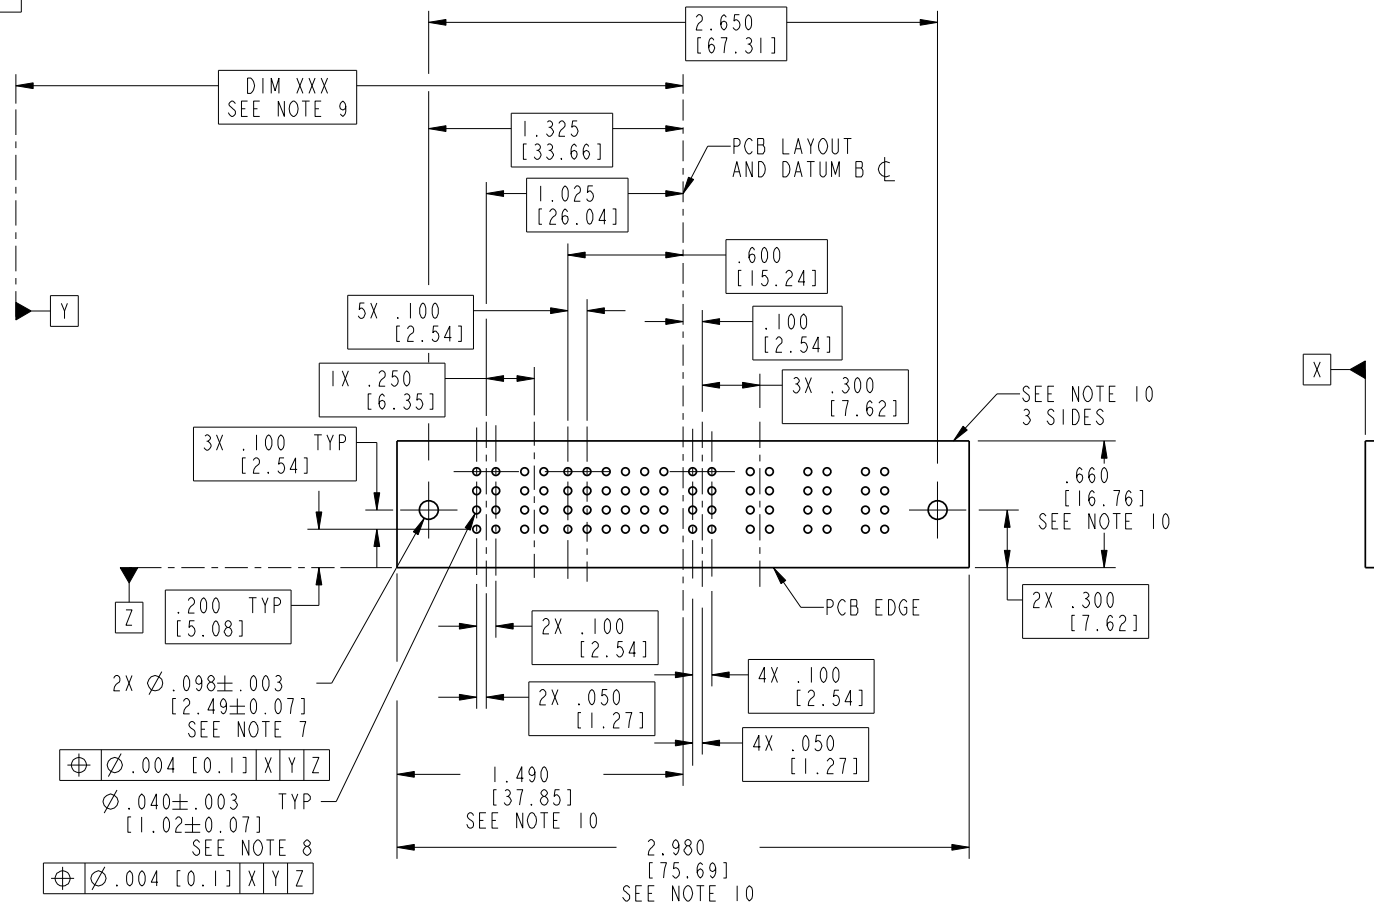 2.650
[67.31]
DIM XXX
SEE NOTE 9
1.325
[33.66]
PCB LAYOUT
AND DATUM B ℄
1.025
[26.04]
.600
[15.24]
Y
5X .100
[2.54]
.100
[2.54]
X
1X .250
[6.35]
3X .300
[7.62]
SEE NOTE 10
3 SIDES
3X .100 TYP
[2.54]
.660
[16.76]
SEE NOTE 10
Z
.200 TYP
[5.08]
PCB EDGE
2X .300
[7.62]
2X .100
[2.54]
2X Ø.098±.003
[2.49±0.07]
SEE NOTE 7
4X .100
[2.54]
2X .050
[1.27]
⌖ Ø.004 [0.1] X Y Z
4X .050
[1.27]
1.490
[37.85]
SEE NOTE 10
Ø.040±.003 TYP
[1.02±0.07]
SEE NOTE 8
⌖ Ø.004 [0.1] X Y Z
2.980
[75.69]
SEE NOTE 10